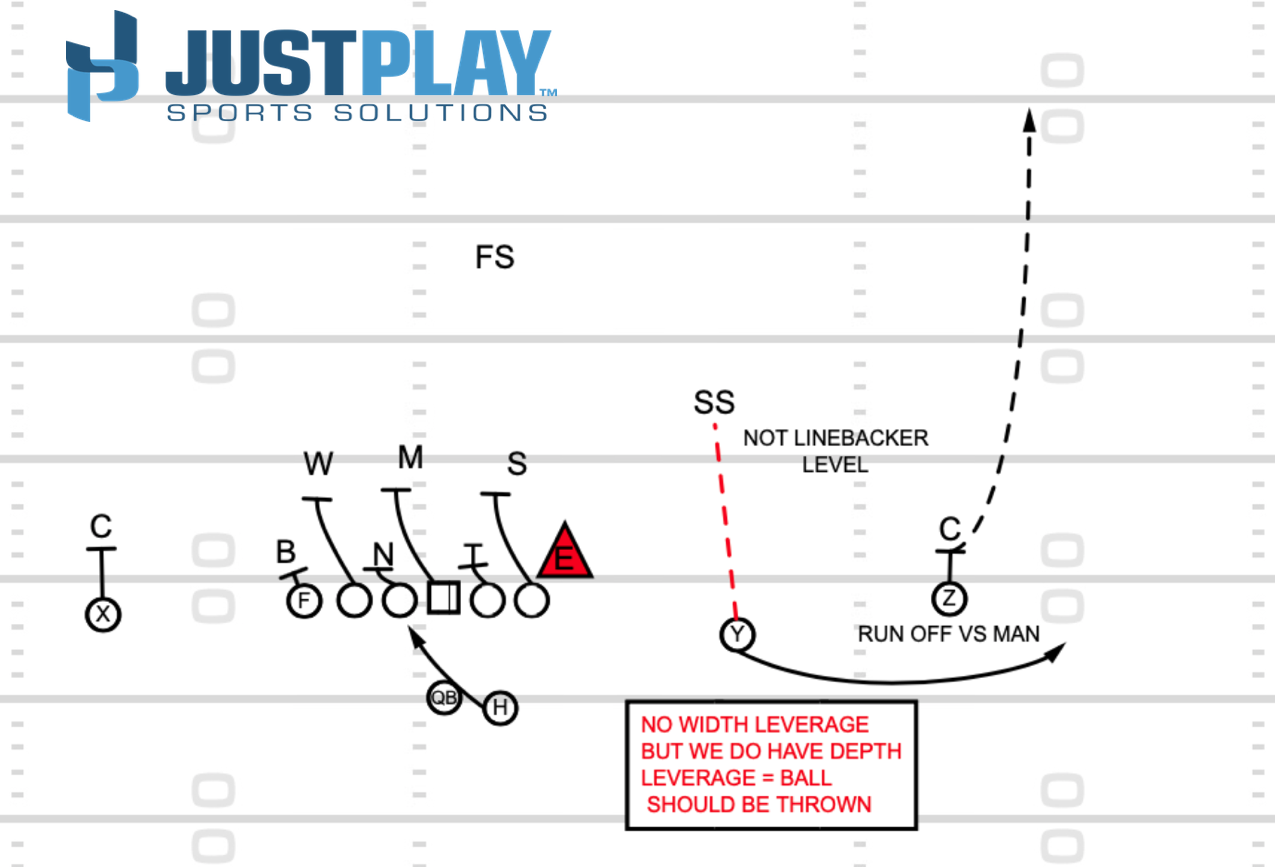 JUSTPLAY™
SPORTS SOLUTIONS
FS
SS
NOT LINEBACKER
LEVEL
W
M
S
C
C
B
N
T
E
X
F
Z
Y
RUN OFF VS MAN
QB
H
NO WIDTH LEVERAGE
BUT WE DO HAVE DEPTH
LEVERAGE = BALL
SHOULD BE THROWN